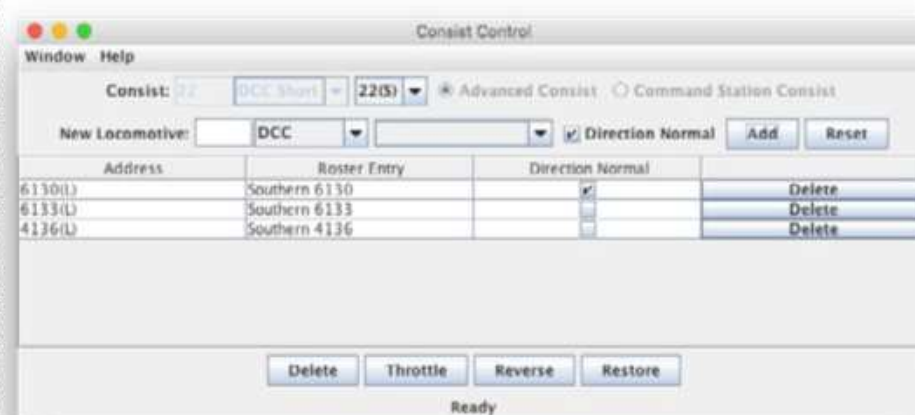 Consist Control
Window Help
Consist: 22 DCC Short 22(S) Advanced Consist Command Station Consist
New Locomotive: DCC Direction Normal Add Reset
Address Roster Entry Direction Normal
6130(L) Southern 6130 Delete
6133(L) Southern 6133 Delete
4136(L) Southern 4136 Delete
Delete Throttle Reverse Restore
Ready